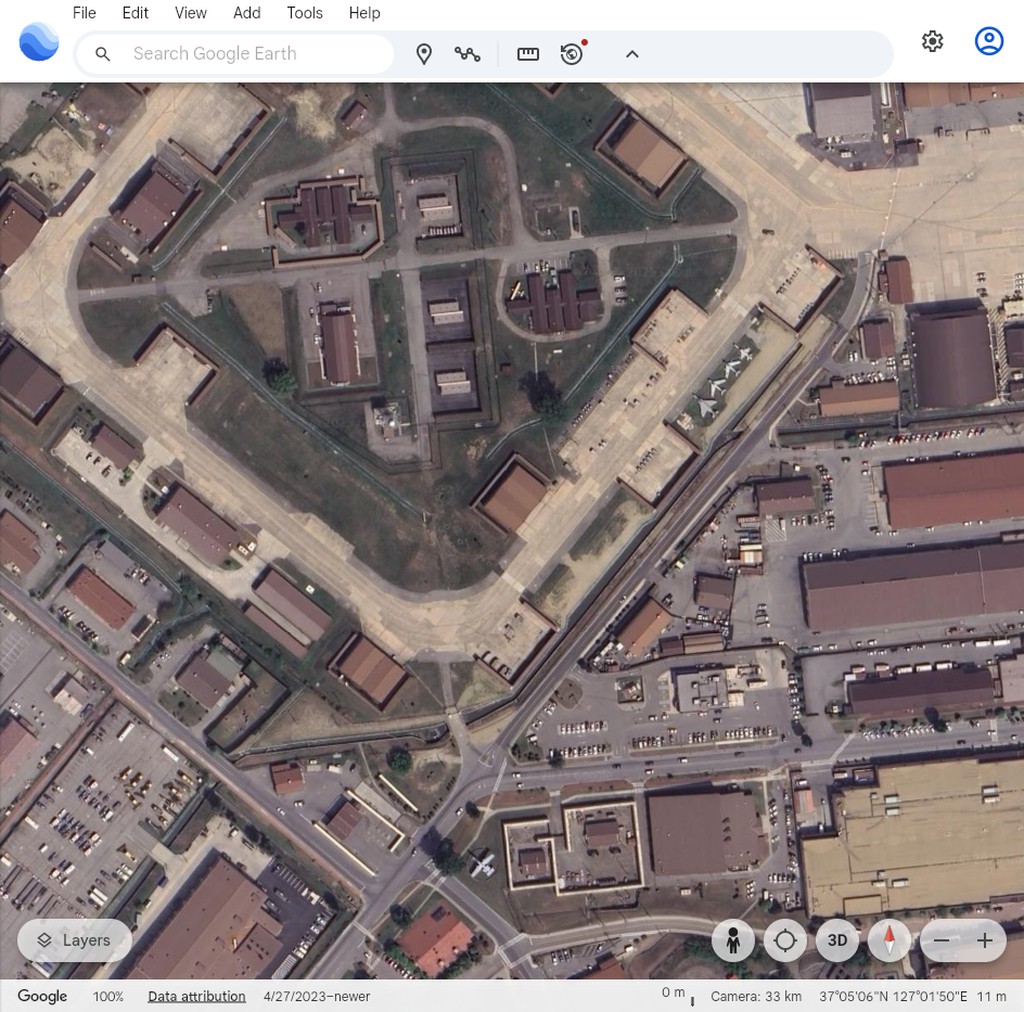 File Edit View Add Tools Help
Search Google Earth
Layers
3D
Google 100% Data attribution 4/27/2023–newer 0 m Camera: 33 km 37°05'06"N 127°01'50"E 11 m